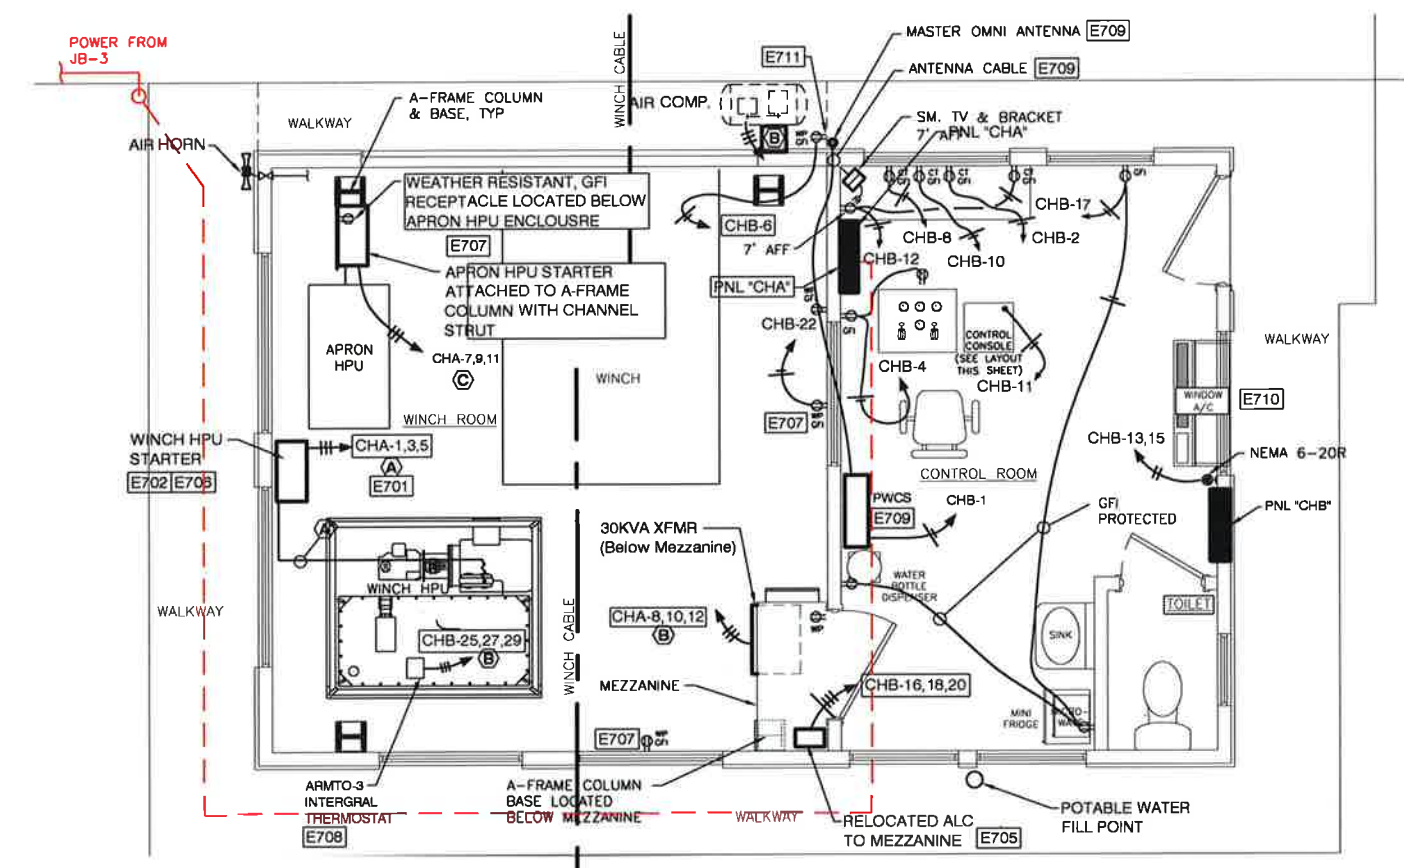 POWER FROM
JB-3
WINCH CABLE
E711
MASTER OMNI ANTENNA E709
ANTENNA CABLE E709
A-FRAME COLUMN
& BASE, TYP
WALKWAY
AIR COMP.
B
SM. TV & BRACKET
7' AFF
PNL "CHA"
AIR HORN
WEATHER RESISTANT, GFI
RECEPTACLE LOCATED BELOW
APRON HPU ENCLOUSRE
E707
CHB-6
7' AFF
CHB-17
CHB-8
CHB-2
CHB-12
CHB-10
APRON HPU STARTER
ATTACHED TO A-FRAME
COLUMN WITH CHANNEL
STRUT
PNL "CHA"
CHB-22
APRON
HPU
CHA-7,9,11
C
WINCH
CONTROL
CONSOLE
(SEE LAYOUT
THIS SHEET)
CHB-4
CHB-11
WALKWAY
WINDOW
A/C
E710
WINCH ROOM
E707
WINCH HPU
STARTER
E702 E706
CHA-1,3,5
A
E701
CHB-13,15
NEMA 6-20R
CONTROL ROOM
PWCS
E709
CHB-1
GFI
PROTECTED
PNL "CHB"
A
30KVA XFMR
(Below Mezzanine)
WINCH HPU
WATER
BOTTLE
DISPENSER
WALKWAY
TOILET
CHA-8,10,12
B
WP
SINK
CHB-25,27,29
B
WINCH CABLE
MEZZANINE
CHB-16,18,20
MINI
FRIDGE
MICRO-
WAVE
E707
WP
GFI
ARMTO-3
INTERGRAL
THERMOSTAT
E708
A-FRAME COLUMN
BASE LOCATED
BELOW MEZZANINE
WALKWAY
RELOCATED ALC
TO MEZZANINE E705
POTABLE WATER
FILL POINT